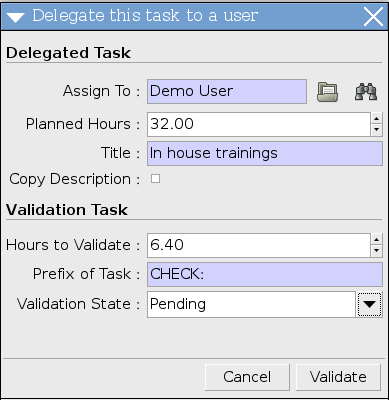 Delegate this task to a user
Delegated Task
Assign To : Demo User
Planned Hours : 32.00
Title : In house trainings
Copy Description :
Validation Task
Hours to Validate : 6.40
Prefix of Task : CHECK:
Validation State : Pending
Cancel Validate